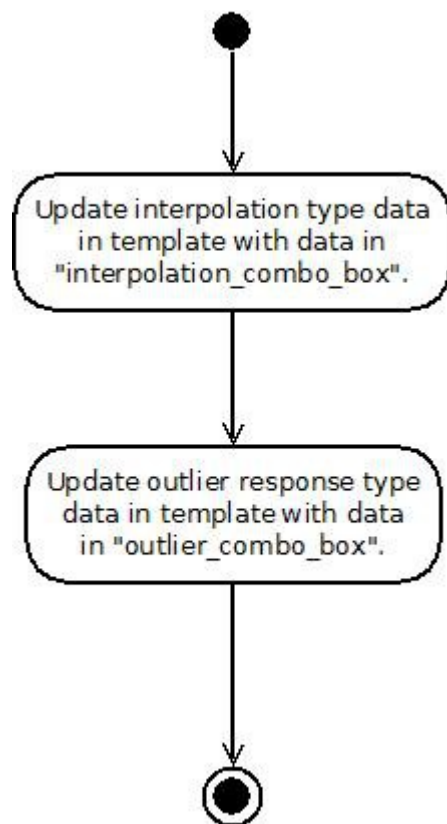 Update interpolation type data
in template with data in
"interpolation_combo_box".
Update outlier response type
data in template with data
in "outlier_combo_box".